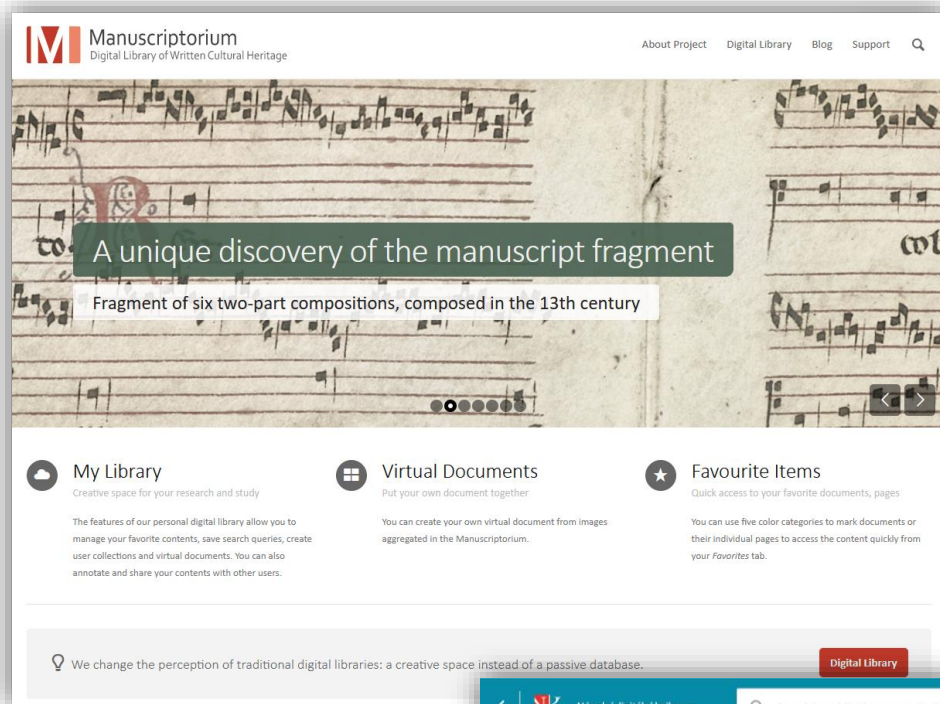 Manuscriptorium
Digital Library of Written Cultural Heritage
About Project Digital Library Blog Support
A unique discovery of the manuscript fragment
Fragment of six two-part compositions, composed in the 13th century
My Library
Creative space for your research and study
The features of our personal digital library allow you to
manage your favorite contents, save search queries, create
user collections and virtual documents. You can also
annotate and share your contents with other users.
Virtual Documents
Put your own document together
You can create your own virtual document from images
aggregated in the Manuscriptorium.
Favourite Items
Quick access to your favorite documents, pages
You can use five color categories to mark documents or
their individual pages to access the content quickly from
your Favorites tab.
We change the perception of traditional digital libraries: a creative space instead of a passive database.
Digital Library